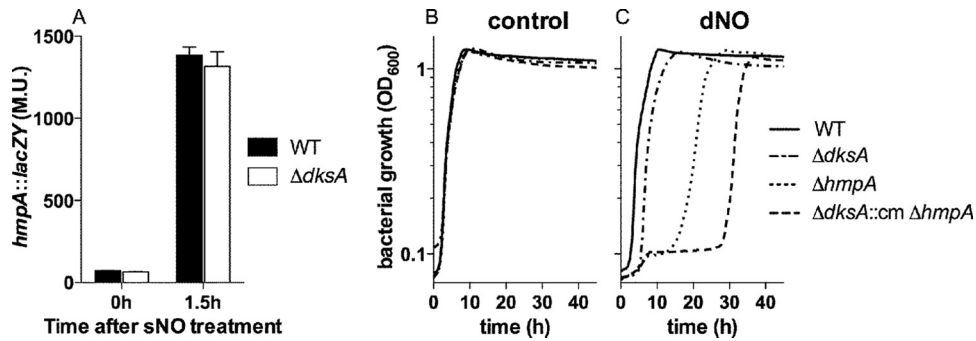 A
hmpA::lacZY (M.U.)
1500
1000
500
0
0h
1.5h
Time after sNO treatment
WT
ΔdksA
B
control
bacterial growth (OD600)
1
0.1
0 10 20 30 40
time (h)
C
dNO
0 10 20 30 40
time (h)
WT
ΔdksA
ΔhmpA
ΔdksA::cm ΔhmpA